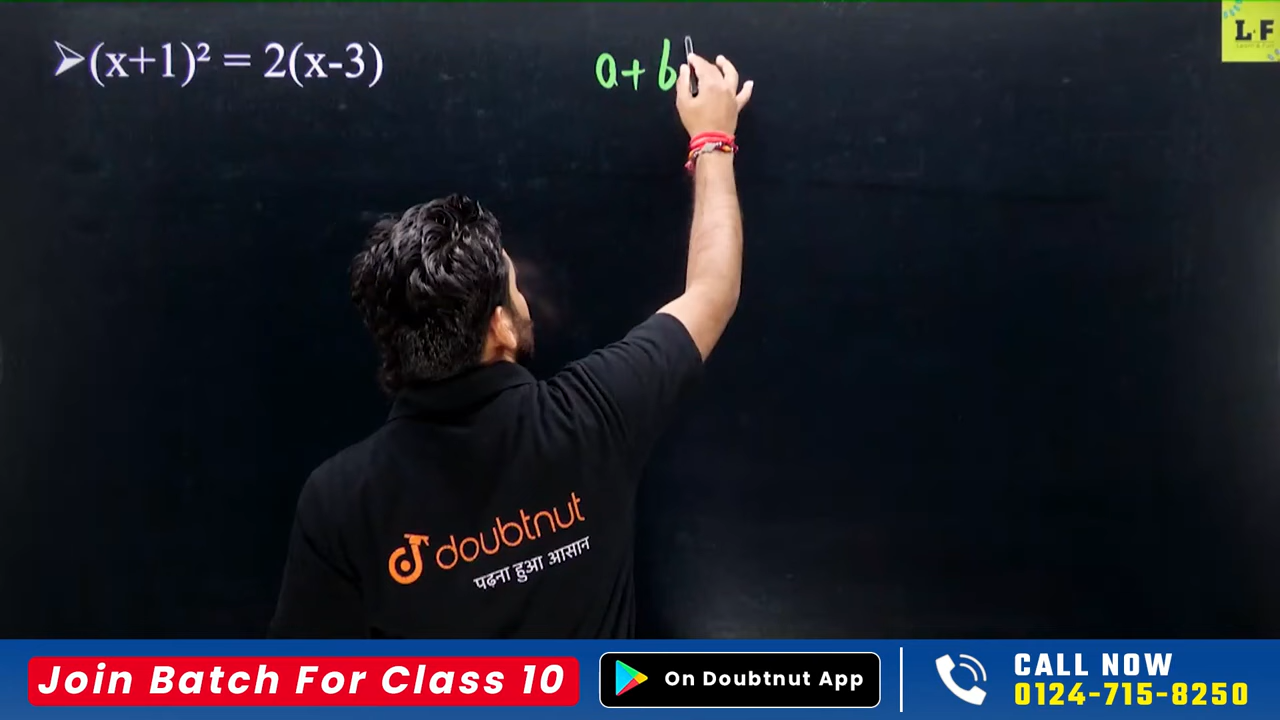 ➢(x+1)² = 2(x-3)
a+b
L·F
doubtnut
पढ़ना हुआ आसान
Join Batch For Class 10
On Doubtnut App
CALL NOW
0124-715-8250